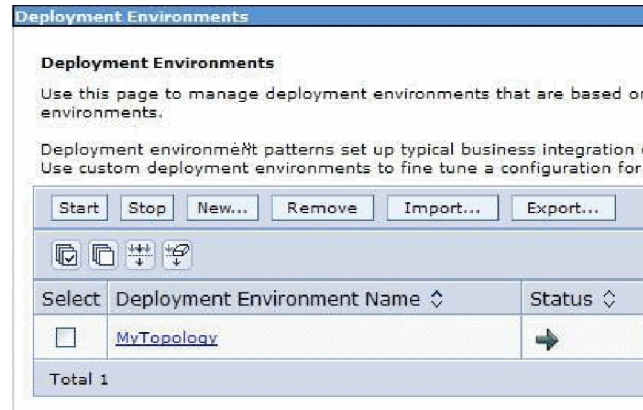 Deployment Environments
Deployment Environments
Use this page to manage deployment environments that are based on
environments.
Deployment environment patterns set up typical business integration
Use custom deployment environments to fine tune a configuration for
Start Stop New... Remove Import... Export...
Select Deployment Environment Name Status
MyTopology
Total 1